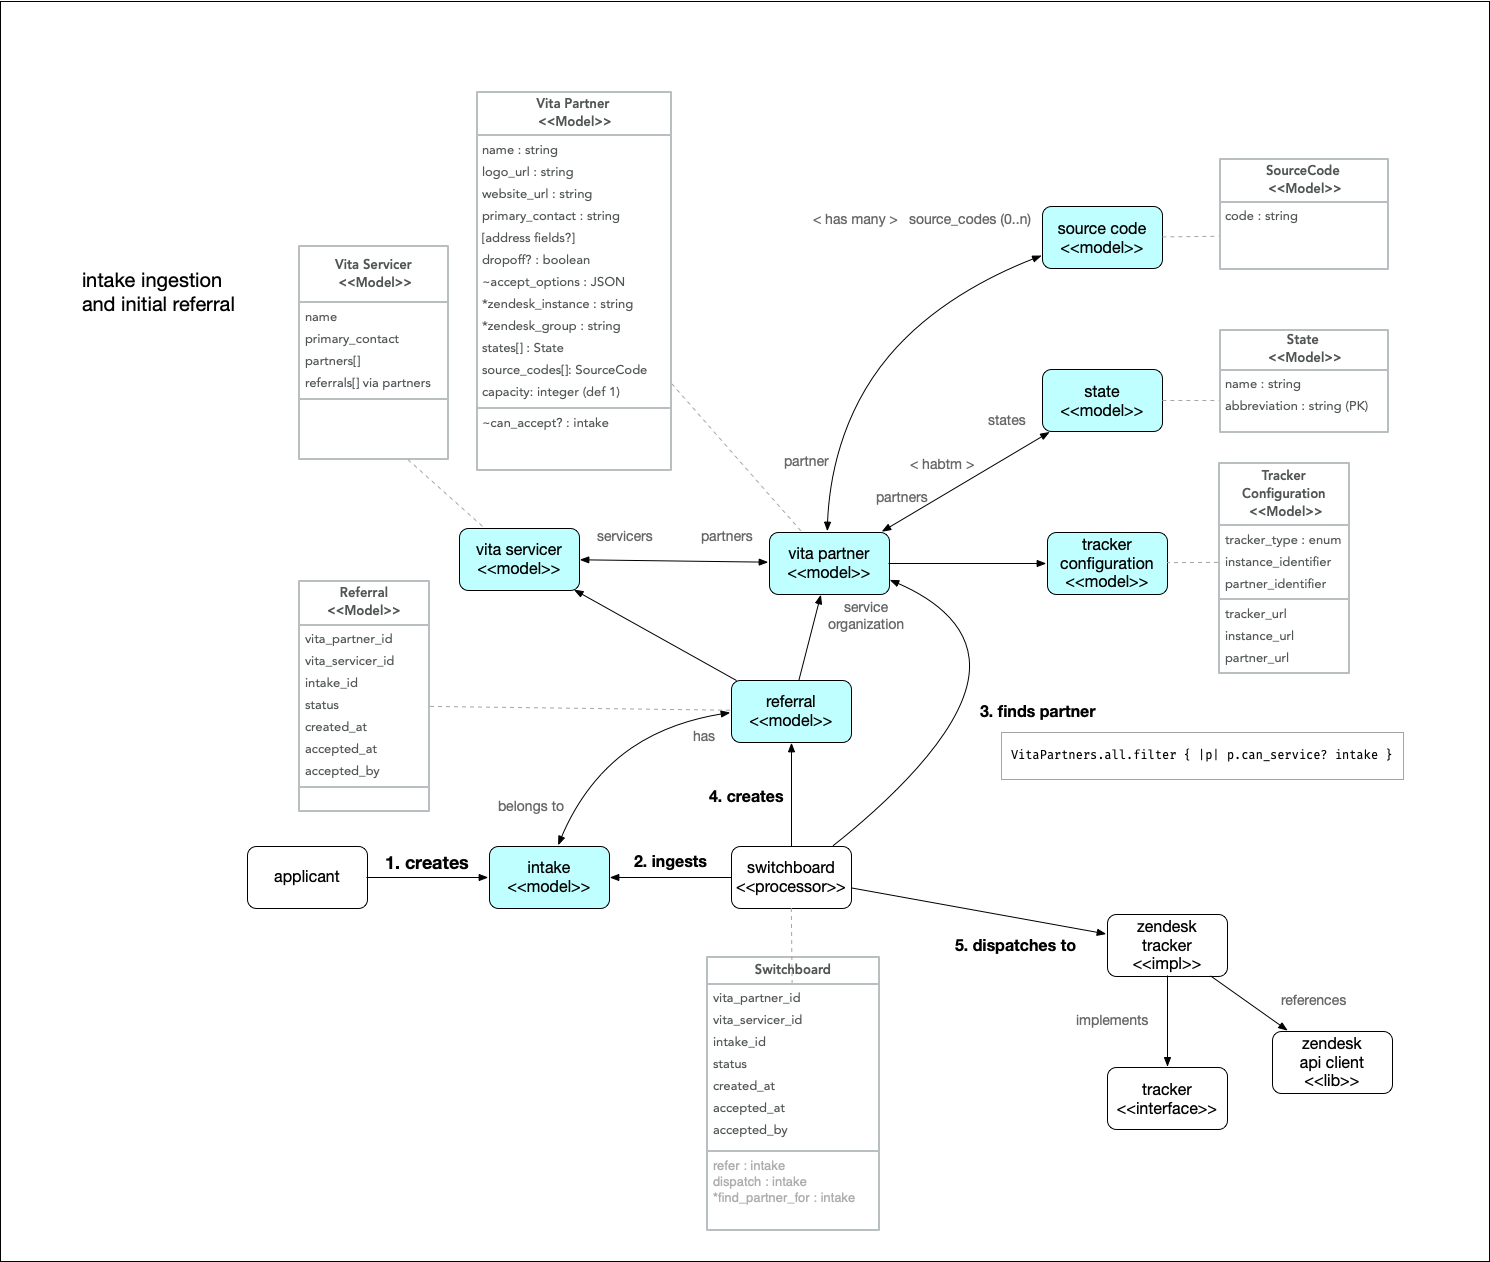 intake ingestion
and initial referral
Vita Servicer
<<Model>>
name
primary_contact
partners[]
referrals[] via partners
Vita Partner
<<Model>>
name : string
logo_url : string
website_url : string
primary_contact : string
[address fields?]
dropoff? : boolean
~accept_options : JSON
*zendesk_instance : string
*zendesk_group : string
states[] : State
source_codes[]: SourceCode
capacity: integer (def 1)
~can_accept? : intake
< has many >   source_codes (0..n)
source code
<<model>>
SourceCode
<<Model>>
code : string
State
<<Model>>
name : string
abbreviation : string (PK)
state
<<model>>
states
< habtm >
partners
partner
Tracker
Configuration
<<Model>>
tracker_type : enum
instance_identifier
partner_identifier
tracker_url
instance_url
partner_url
vita servicer
<<model>>
servicers
partners
vita partner
<<model>>
tracker
configuration
<<model>>
service
organization
Referral
<<Model>>
vita_partner_id
vita_servicer_id
intake_id
status
created_at
accepted_at
accepted_by
referral
<<model>>
has
belongs to
3. finds partner
VitaPartners.all.filter { |p| p.can_service? intake }
4. creates
applicant
1. creates
intake
<<model>>
2. ingests
switchboard
<<processor>>
5. dispatches to
zendesk
tracker
<<impl>>
implements
references
tracker
<<interface>>
zendesk
api client
<<lib>>
Switchboard
vita_partner_id
vita_servicer_id
intake_id
status
created_at
accepted_at
accepted_by
refer : intake
dispatch : intake
*find_partner_for : intake